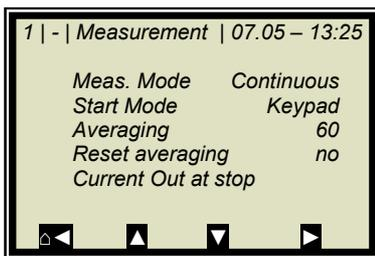 1 | - | Measurement | 07.05 – 13:25
Meas. Mode Continuous
Start Mode Keypad
Averaging 60
Reset averaging no
Current Out at stop